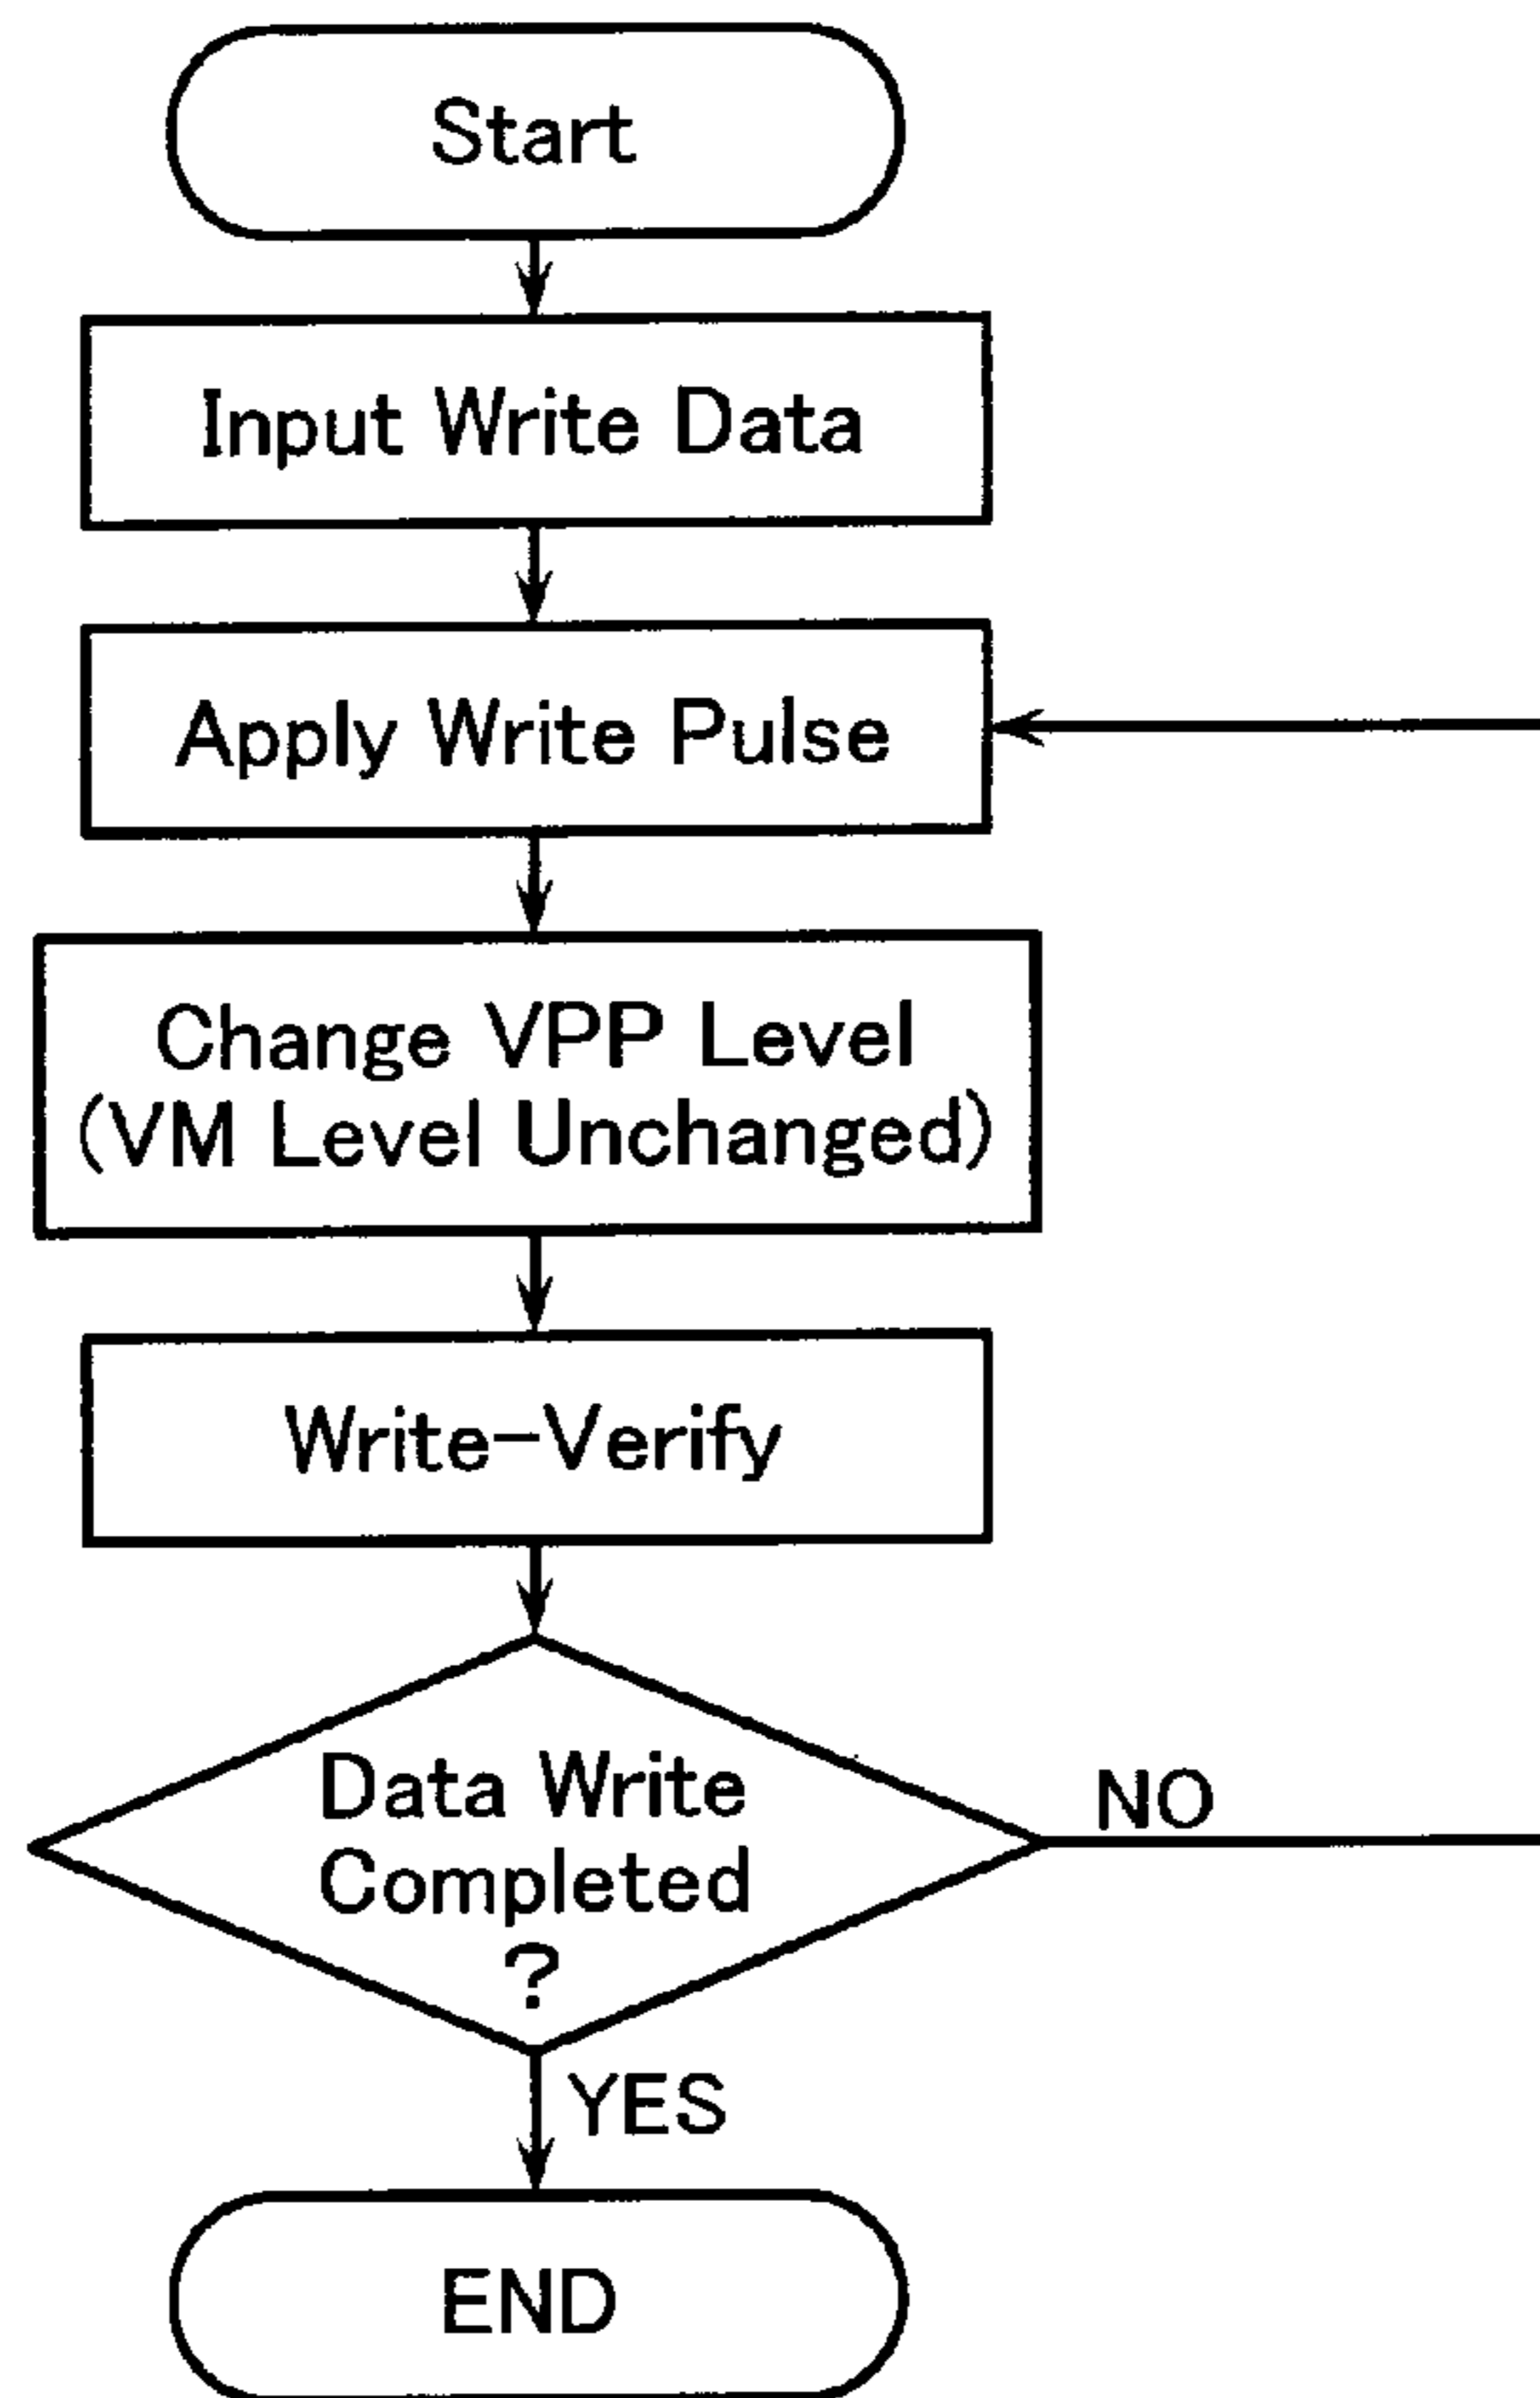 Start
Input Write Data
Apply Write Pulse
Change VPP Level
(VM Level Unchanged)
Write-Verify
Data Write
Completed
?
NO
YES
END